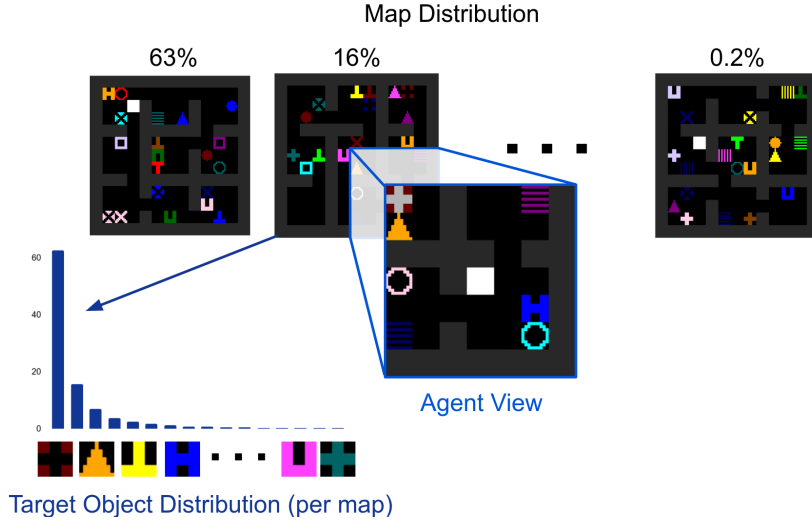 Map Distribution
63%
16%
0.2%
60
40
20
0
Agent View
Target Object Distribution (per map)